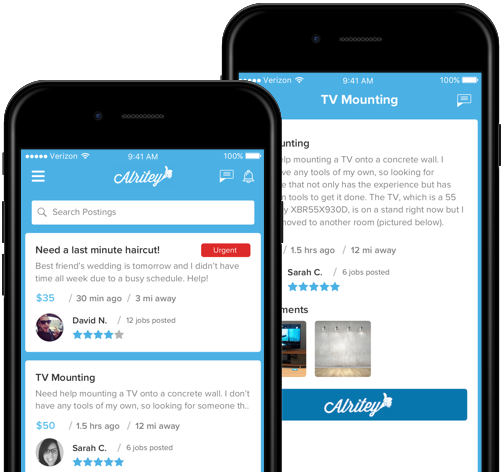 Verizon 9:41 AM 100%
TV Mounting
unting
elp mounting a TV onto a concrete wall. I
ave any tools of my own, so looking for
e that not only has the experience but has
n tools to get it done. The TV, which is a 55
y XBR55X930D, is on a stand right now but I
moved to another room (pictured below).
/ 1.5 hrs ago / 12 mi away
Sarah C. / 6 jobs posted
ments
Alritey
Verizon 9:41 AM 100%
Alritey
Search Postings
Need a last minute haircut! Urgent
Best friend's wedding is tomorrow and I didn't have
time all week due to a busy schedule. Help!
$35 / 30 min ago / 3 mi away
David N. / 12 jobs posted
TV Mounting
Need help mounting a TV onto a concrete wall. I don't
have any tools of my own, so looking for someone th..
$50 / 1.5 hrs ago / 12 mi away
Sarah C. / 6 jobs posted